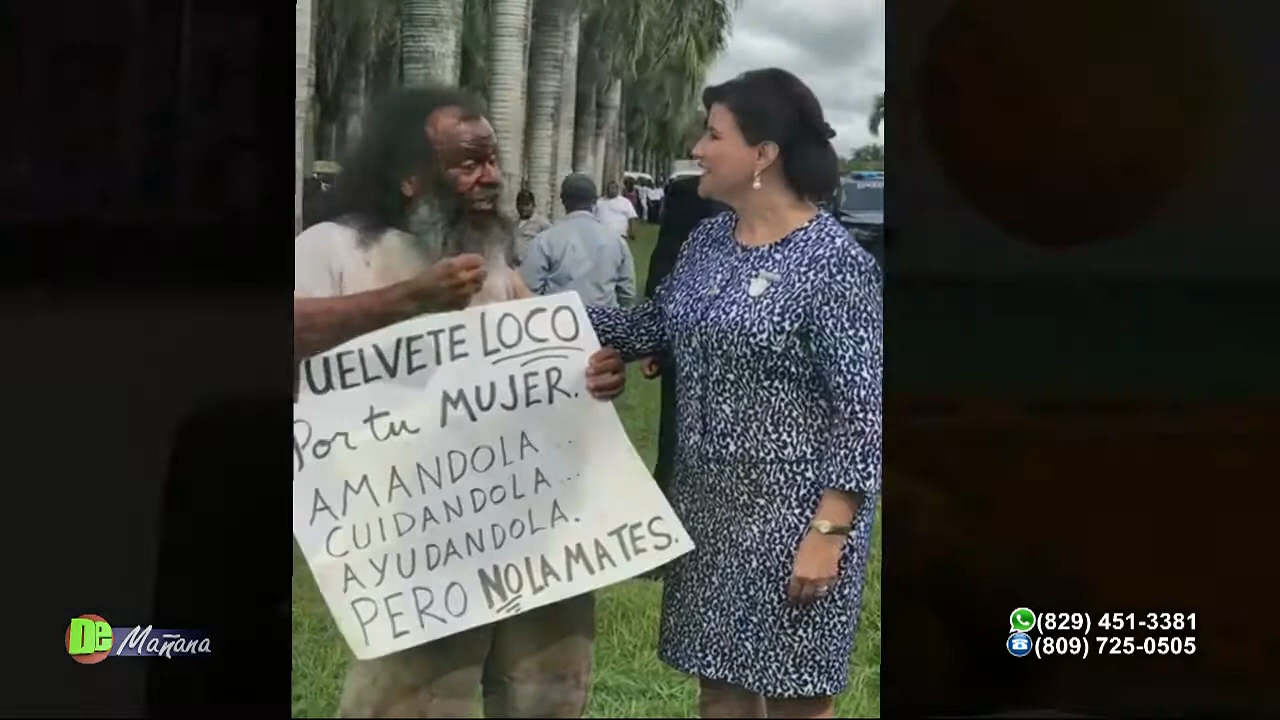 VUELVETE LOCO
Por tu MUJER.
AMANDOLA ..
CUIDANDOLA ..
AYUDANDOLA.
PERO NO LA MATES.
De Mañana
(829) 451-3381
(809) 725-0505